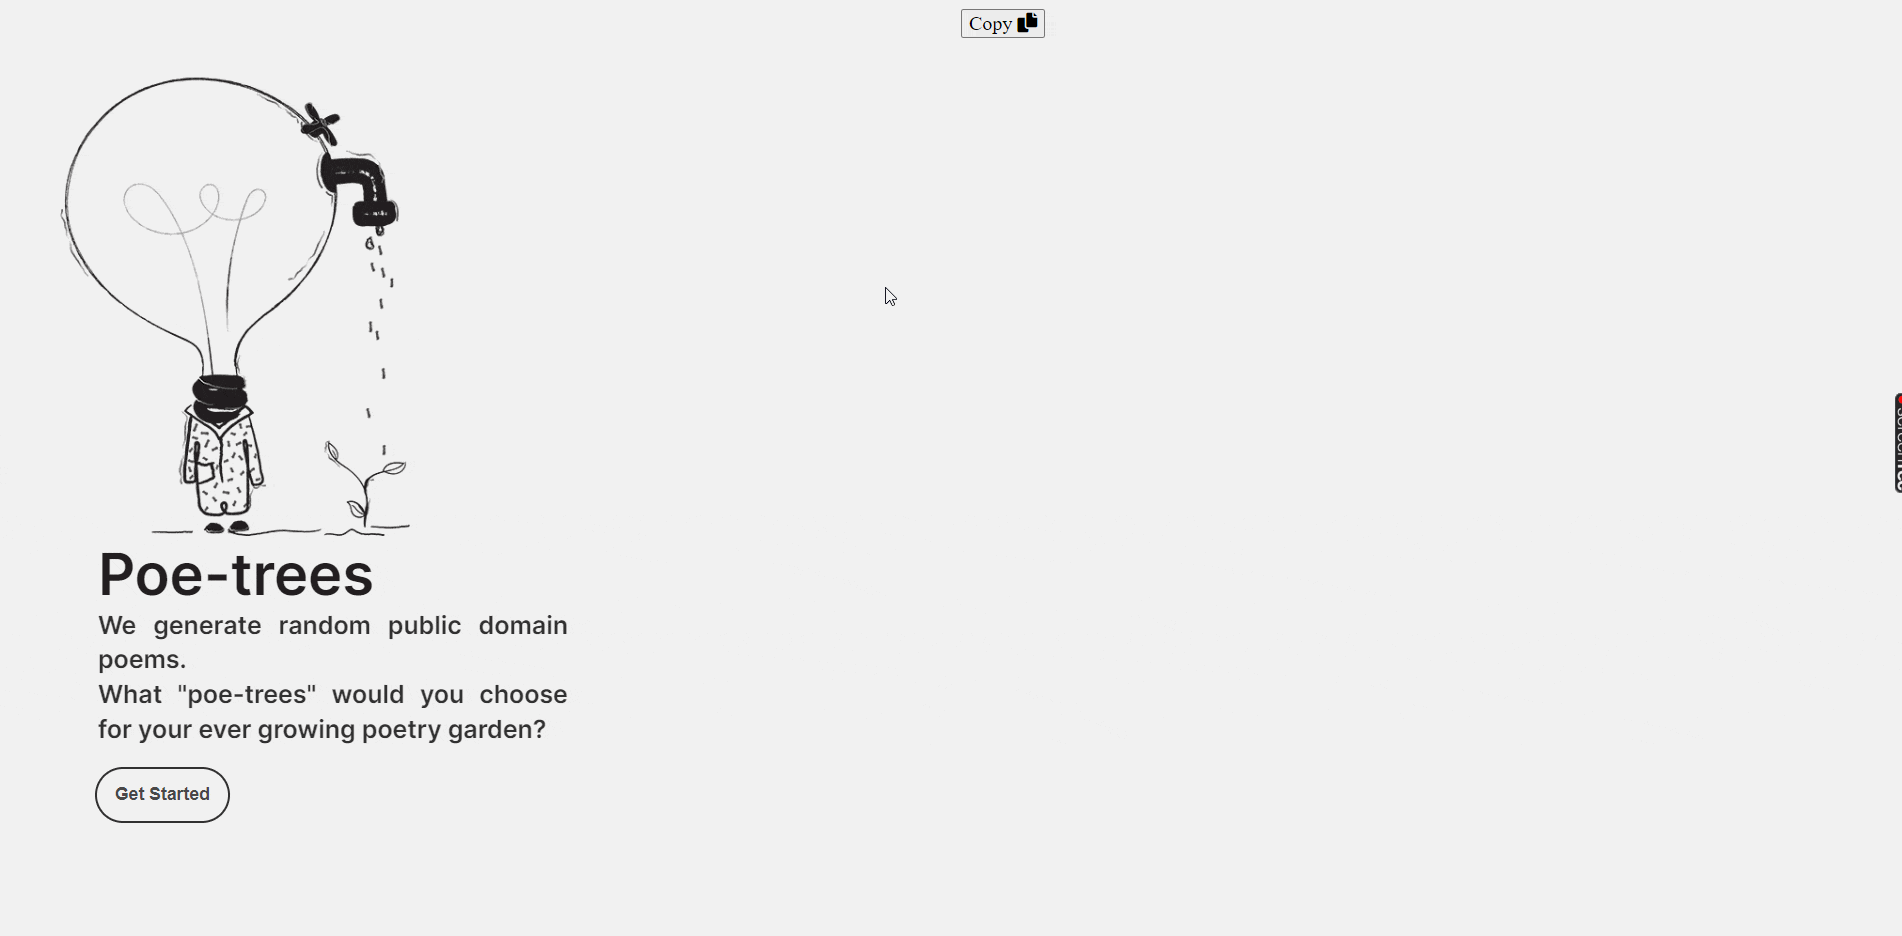 Copy
Poe-trees
We generate random public domain
poems.
What "poe-trees" would you choose
for your ever growing poetry garden?
Get Started